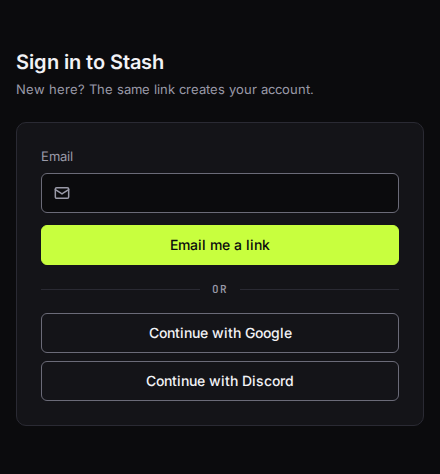 Sign in to Stash
New here? The same link creates your account.
Email
Email me a link
OR
Continue with Google
Continue with Discord